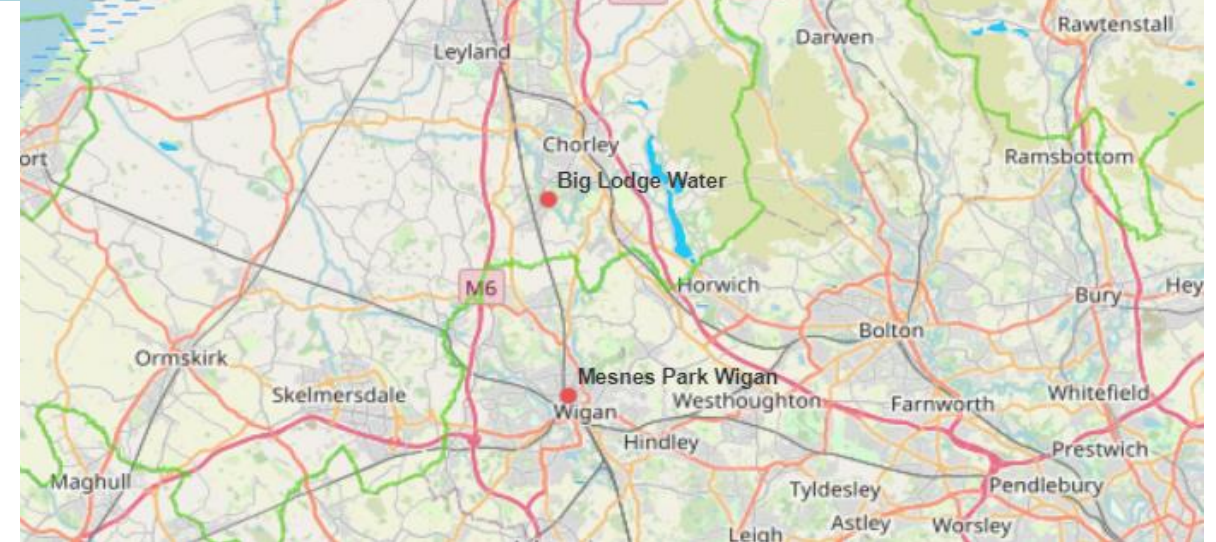 Rawtenstall
Darwen
Leyland
Chorley
ort
Ramsbottom
Big Lodge Water
M6
Horwich
Bury
Hey
Bolton
Ormskirk
Mesnes Park Wigan
Skelmersdale
Westhoughton
Whitefield
Farnworth
Wigan
Hindley
Prestwich
Maghull
Tyldesley
Pendlebury
Astley
Worsley
Leigh